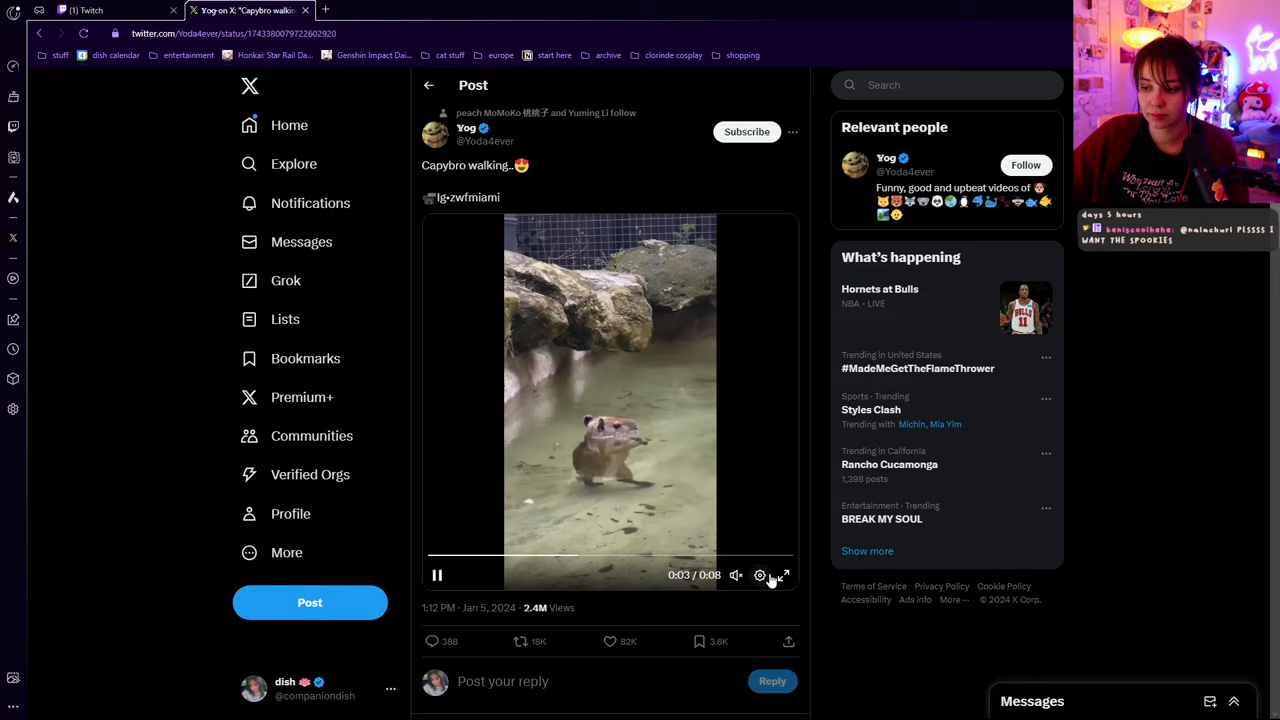 (1) Twitch
Yog on X: "Capybro walkin
twitter.com/Yoda4ever/status/1743380079722602920
stuff
dish calendar
entertainment
Honkai: Star Rail Da...
Genshin Impact Dai...
cat stuff
europe
start here
archive
clorinde cosplay
shopping
Home
Explore
Notifications
Messages
Grok
Lists
Bookmarks
Premium+
Communities
Verified Orgs
Profile
More
Post
dish
@companiondish
Post
peach MoMoKo 桃桃子 and Yuming Li follow
Yog
@Yoda4ever
Subscribe
Capybro walking..😍
📹Ig•zwfmiami
0:03 / 0:08
1:12 PM · Jan 5, 2024 · 2.4M Views
388
18K
82K
3.6K
Post your reply
Reply
Search
Relevant people
Yog
@Yoda4ever
Follow
Funny, good and upbeat videos of
What's happening
Hornets at Bulls
NBA · LIVE
Trending in United States
#MadeMeGetTheFlameThrower
Sports · Trending
Styles Clash
Trending with Michin, Mia Yim
Trending in California
Rancho Cucamonga
1,398 posts
Entertainment · Trending
BREAK MY SOUL
Show more
Terms of Service Privacy Policy Cookie Policy
Accessibility Ads info More ··· © 2024 X Corp.
Messages
days 5 hours
beniscoolhehe: @nalachurl PLSSSS I
WANT THE SPOOKIES